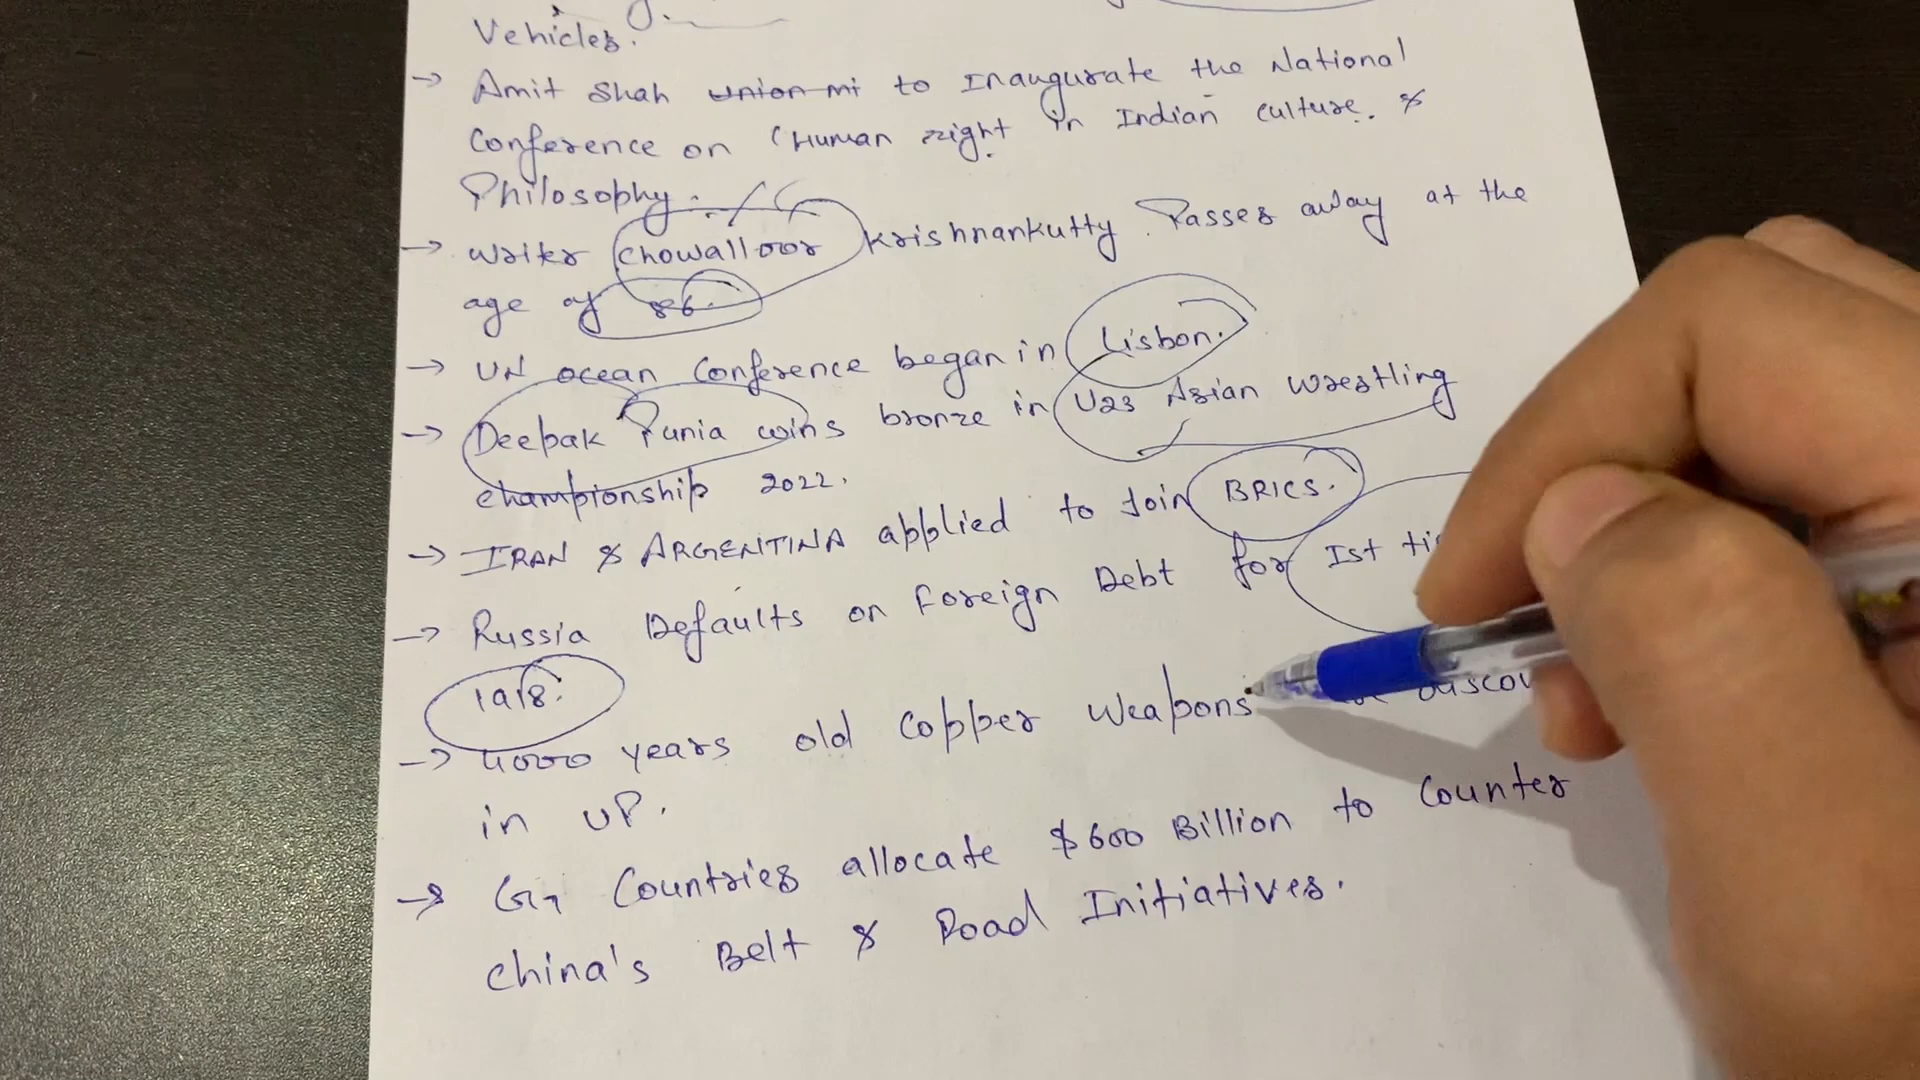 Vehicles.
→ Amit Shah Union mi to Inaugurate the National
Conference on (Human right in Indian culture. &
Philosophy.
→ Writer Chowalloor Krishnankutty. Passes away at the
age of 86.
→ UN ocean Conference began in Lisbon.
→ Deepak Punia wins bronze in U23 Asian Wrestling
championship 2022.
→ IRAN & ARGENTINA applied to Join BRICS.
→ Russia Defaults on Foreign Debt for Ist
1918.
→ 4000 years old Copper Weapons
in UP.
→ G7 Countries allocate $600 Billion to Counter
China's Belt & Road Initiatives.